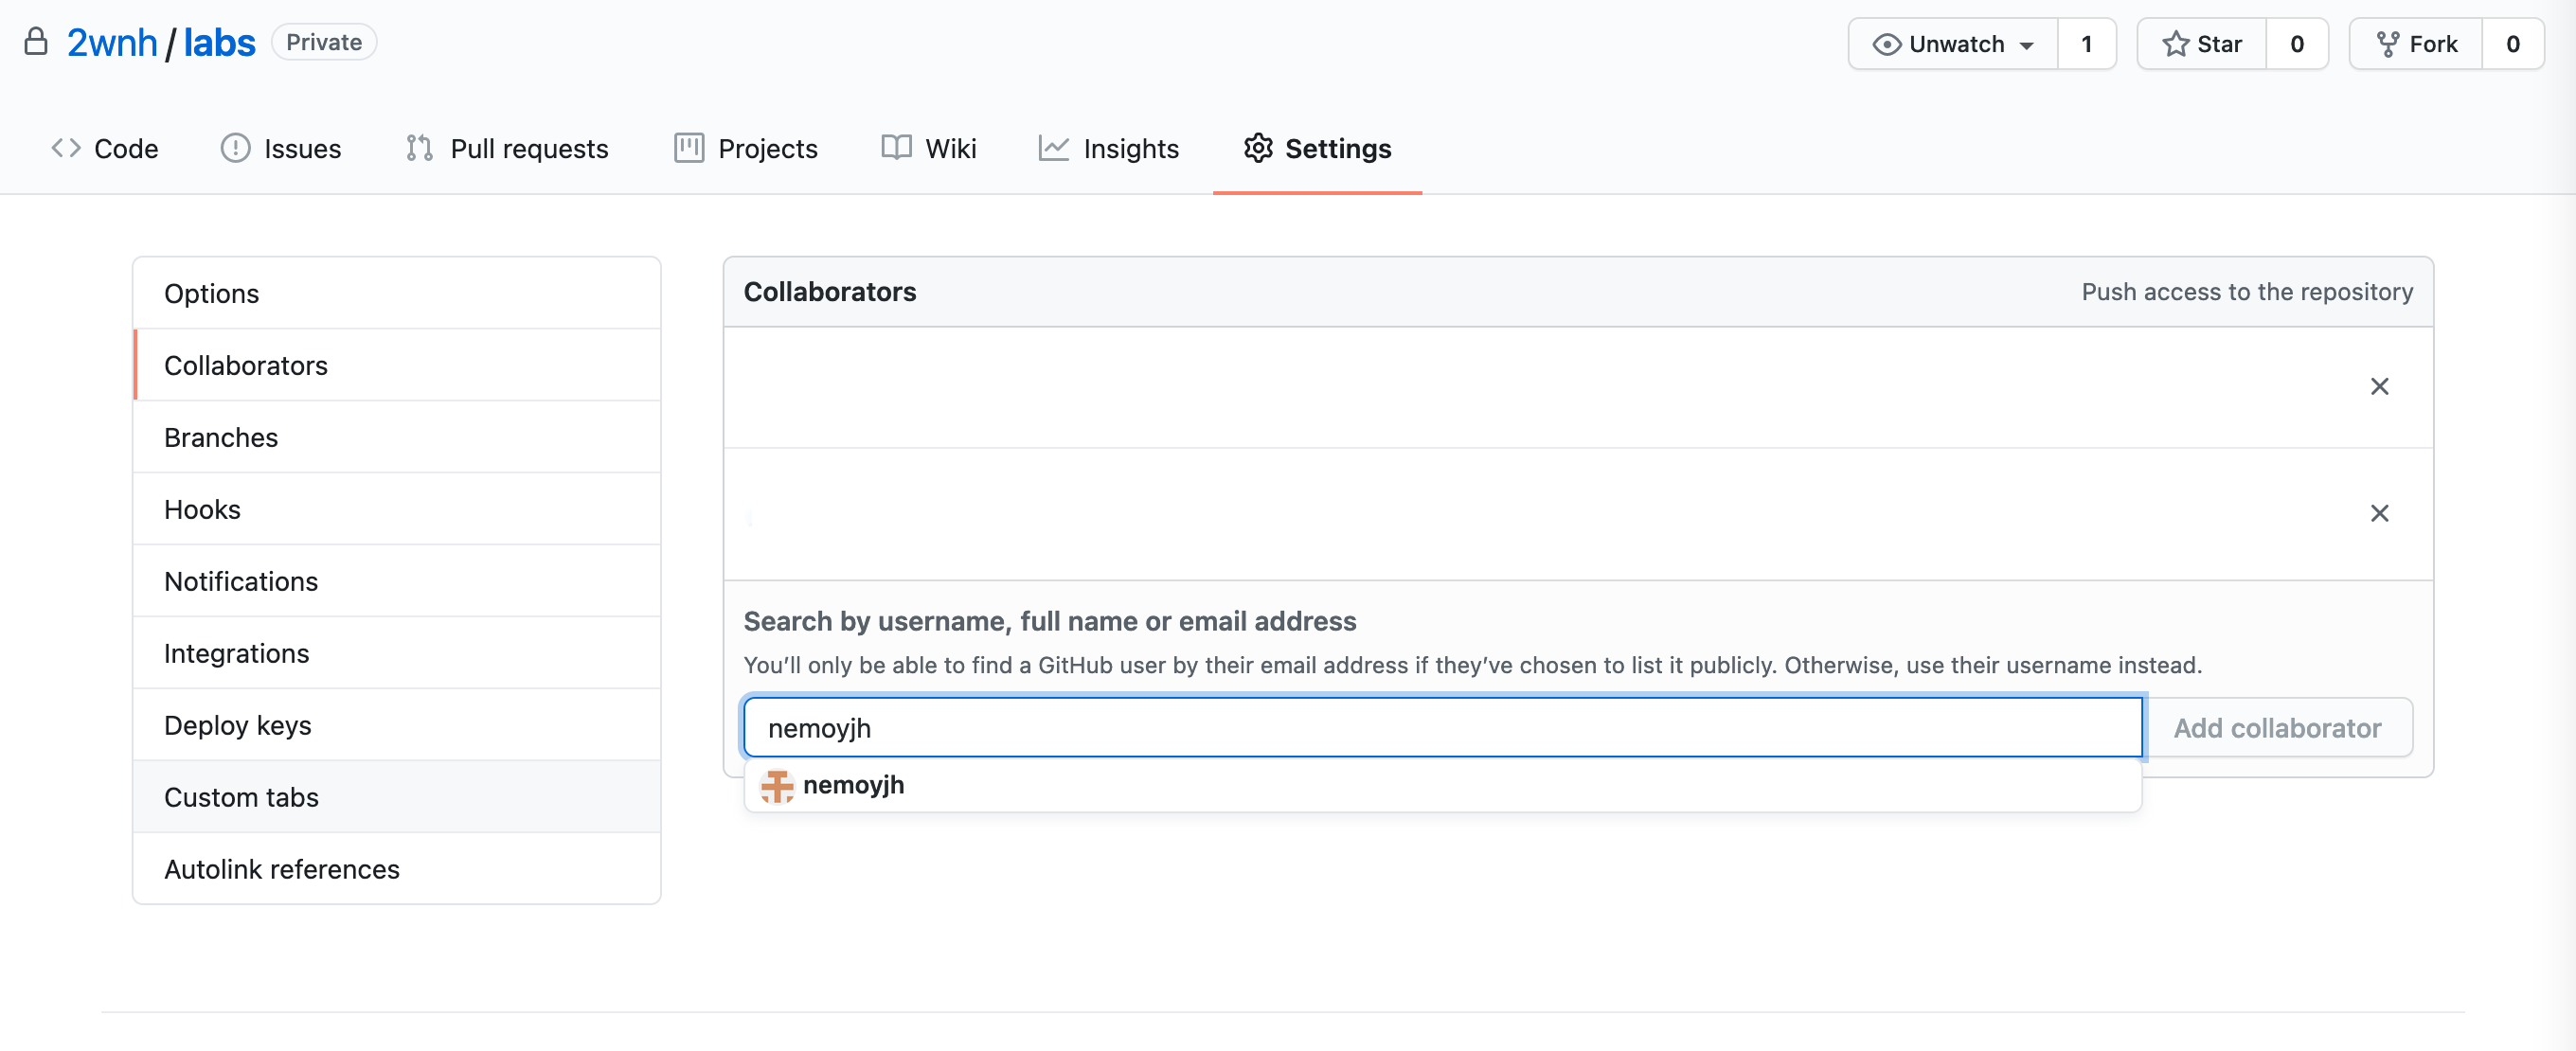 2wnh / labs Private
Unwatch 1 Star 0 Fork 0
Code Issues Pull requests Projects Wiki Insights Settings
Options
Collaborators
Branches
Hooks
Notifications
Integrations
Deploy keys
Custom tabs
Autolink references
Collaborators Push access to the repository
Search by username, full name or email address
You’ll only be able to find a GitHub user by their email address if they’ve chosen to list it publicly. Otherwise, use their username instead.
nemoyjh Add collaborator
nemoyjh